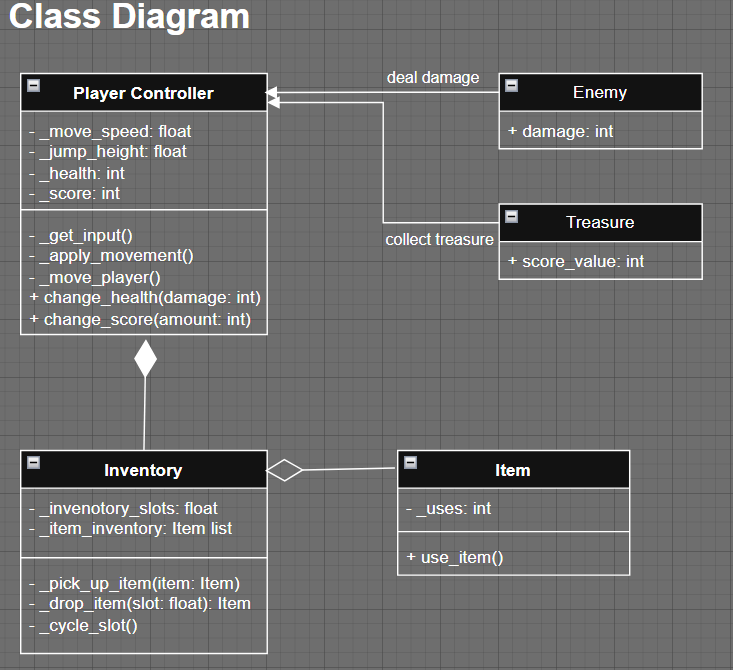 Class Diagram
Player Controller
- _move_speed: float
- _jump_height: float
- _health: int
- _score: int
- _get_input()
- _apply_movement()
- _move_player()
+ change_health(damage: int)
+ change_score(amount: int)
deal damage
Enemy
+ damage: int
collect treasure
Treasure
+ score_value: int
Inventory
- _invenotory_slots: float
- _item_inventory: Item list
- _pick_up_item(item: Item)
- _drop_item(slot: float): Item
- _cycle_slot()
Item
- _uses: int
+ use_item()